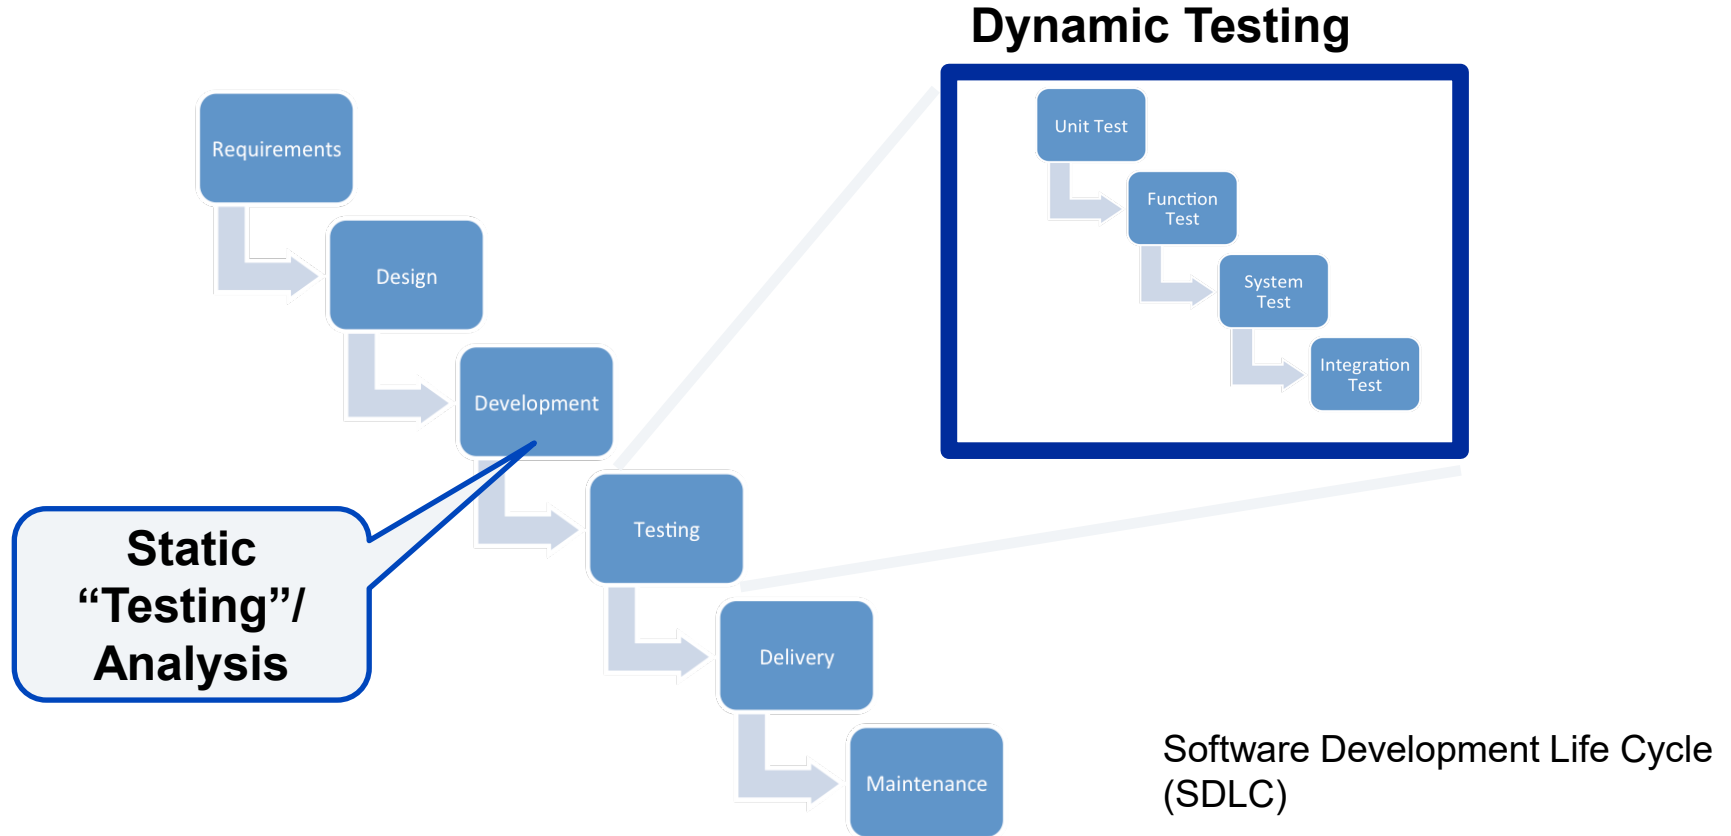 Dynamic Testing
Requirements
Design
Development
Testing
Delivery
Maintenance
Unit Test
Function
Test
System
Test
Integration
Test
Static
“Testing”/
Analysis
Software Development Life Cycle
(SDLC)